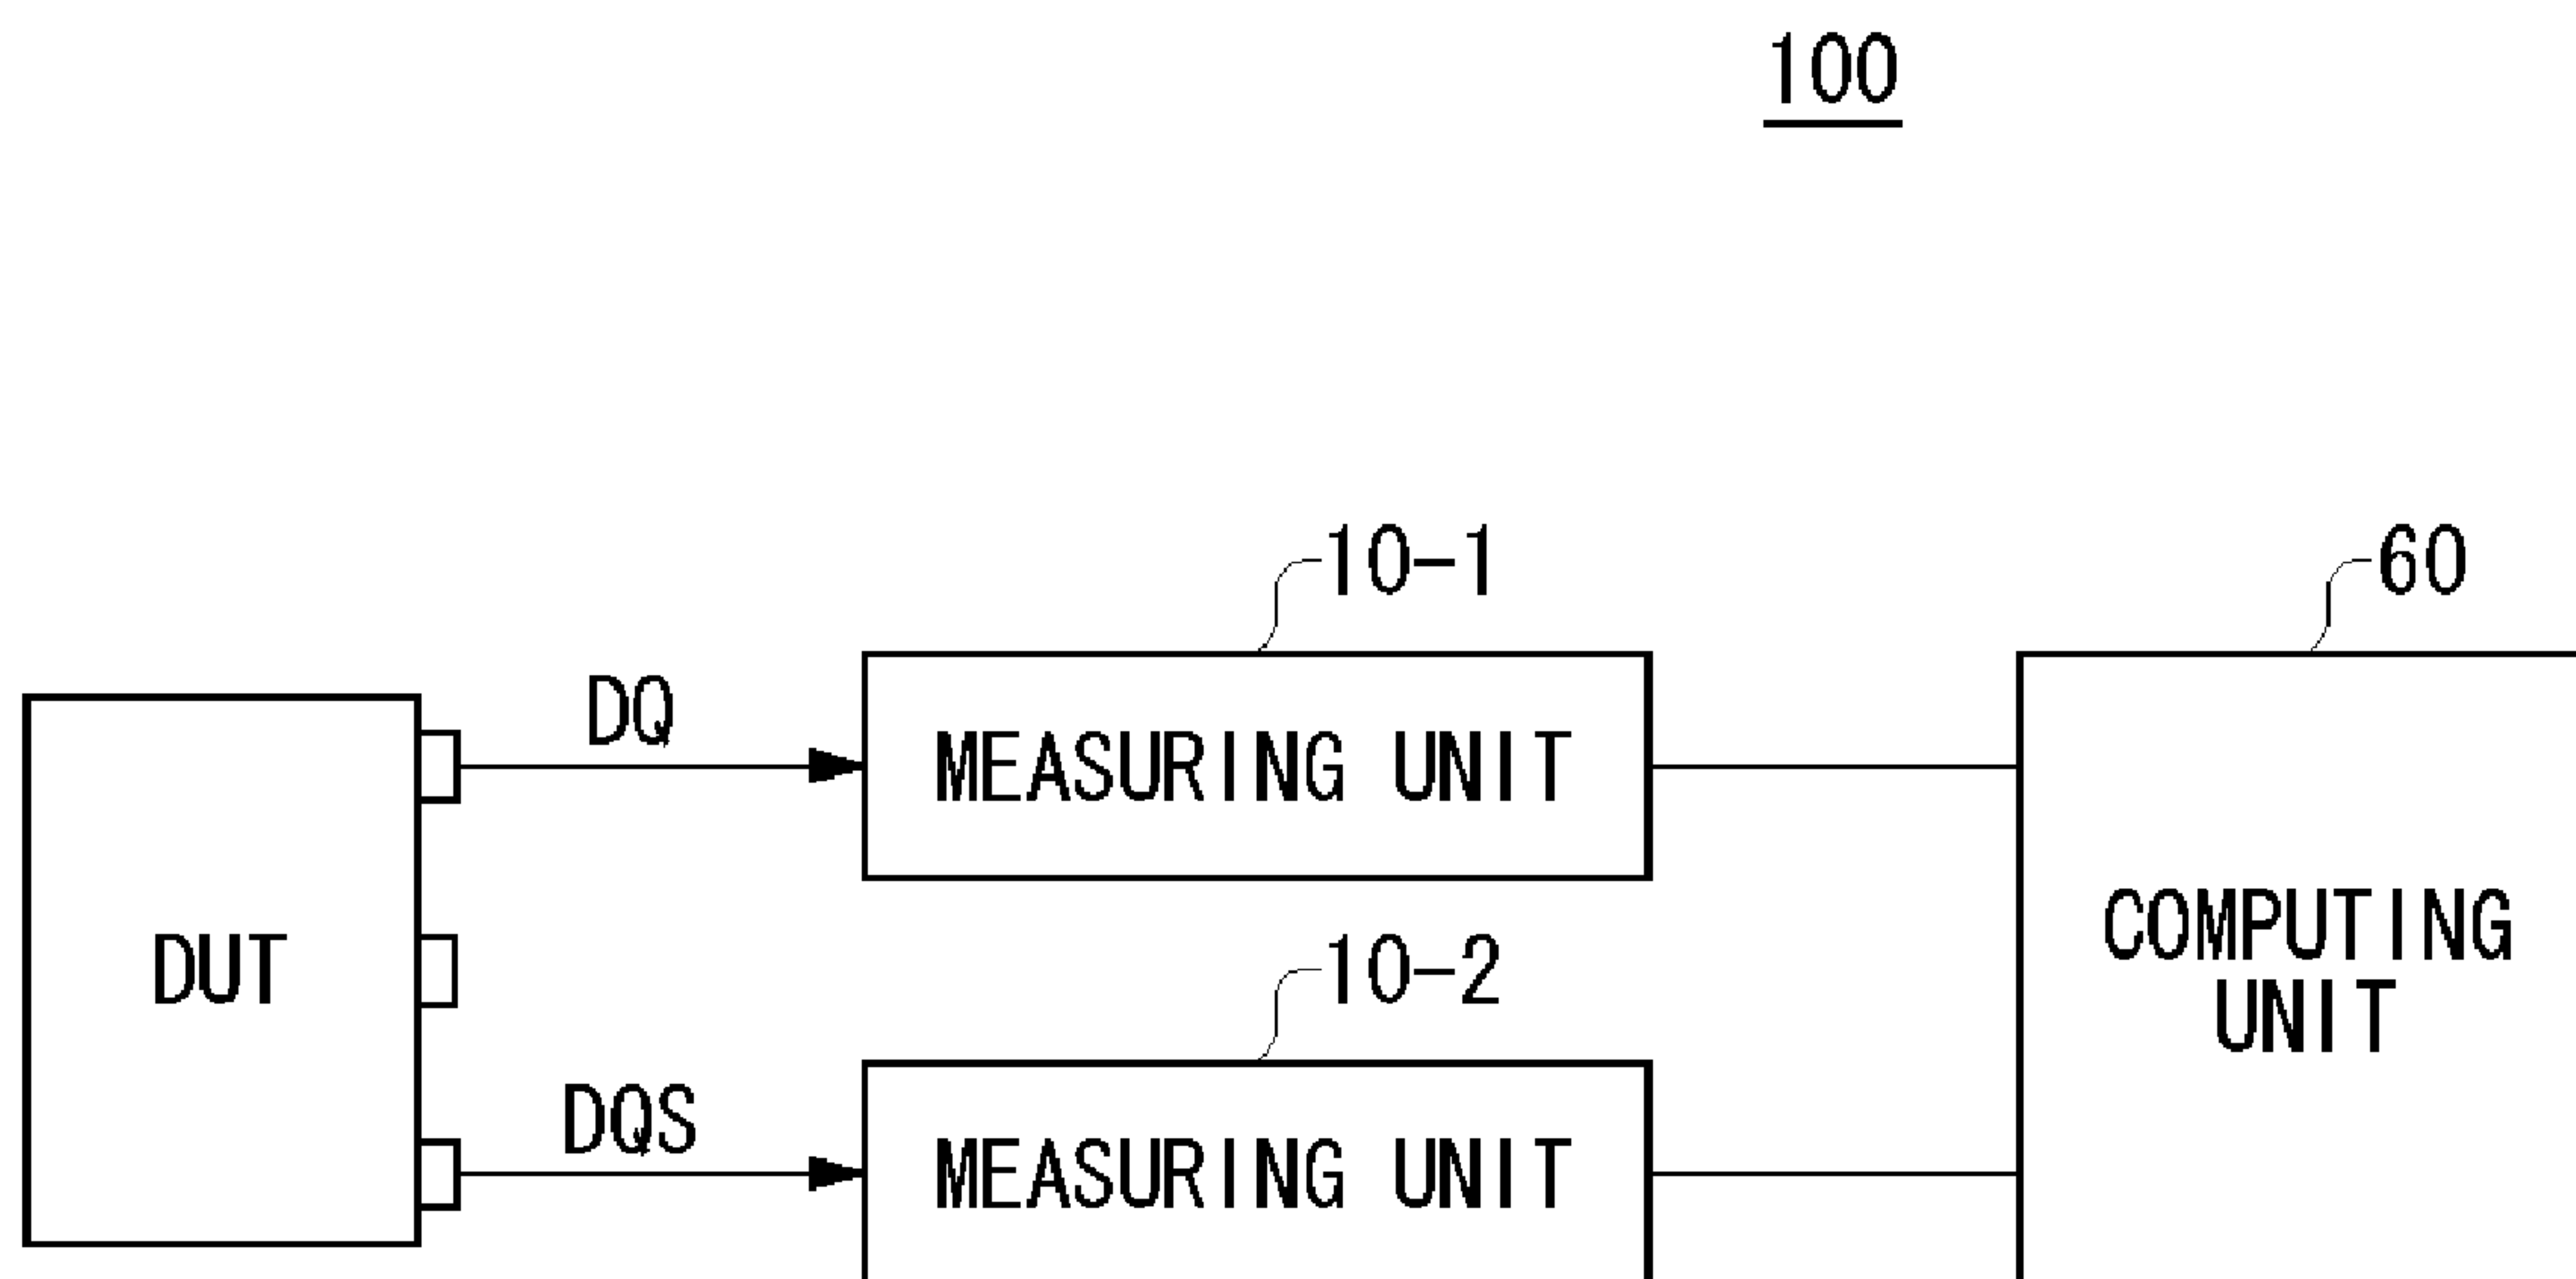 100
10-1
60
DQ
MEASURING UNIT
DUT
COMPUTING
UNIT
10-2
DQS
MEASURING UNIT